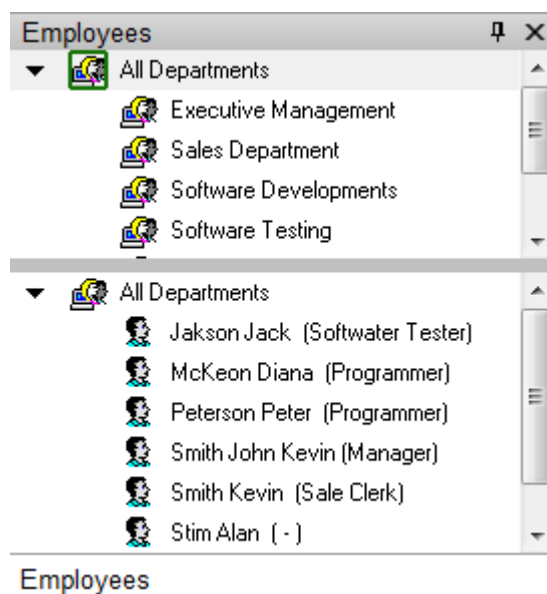 Employees
All Departments
Executive Management
Sales Department
Software Developments
Software Testing
All Departments
Jakson Jack (Softwater Tester)
McKeon Diana (Programmer)
Peterson Peter (Programmer)
Smith John Kevin (Manager)
Smith Kevin (Sale Clerk)
Stim Alan ( - )
Employees